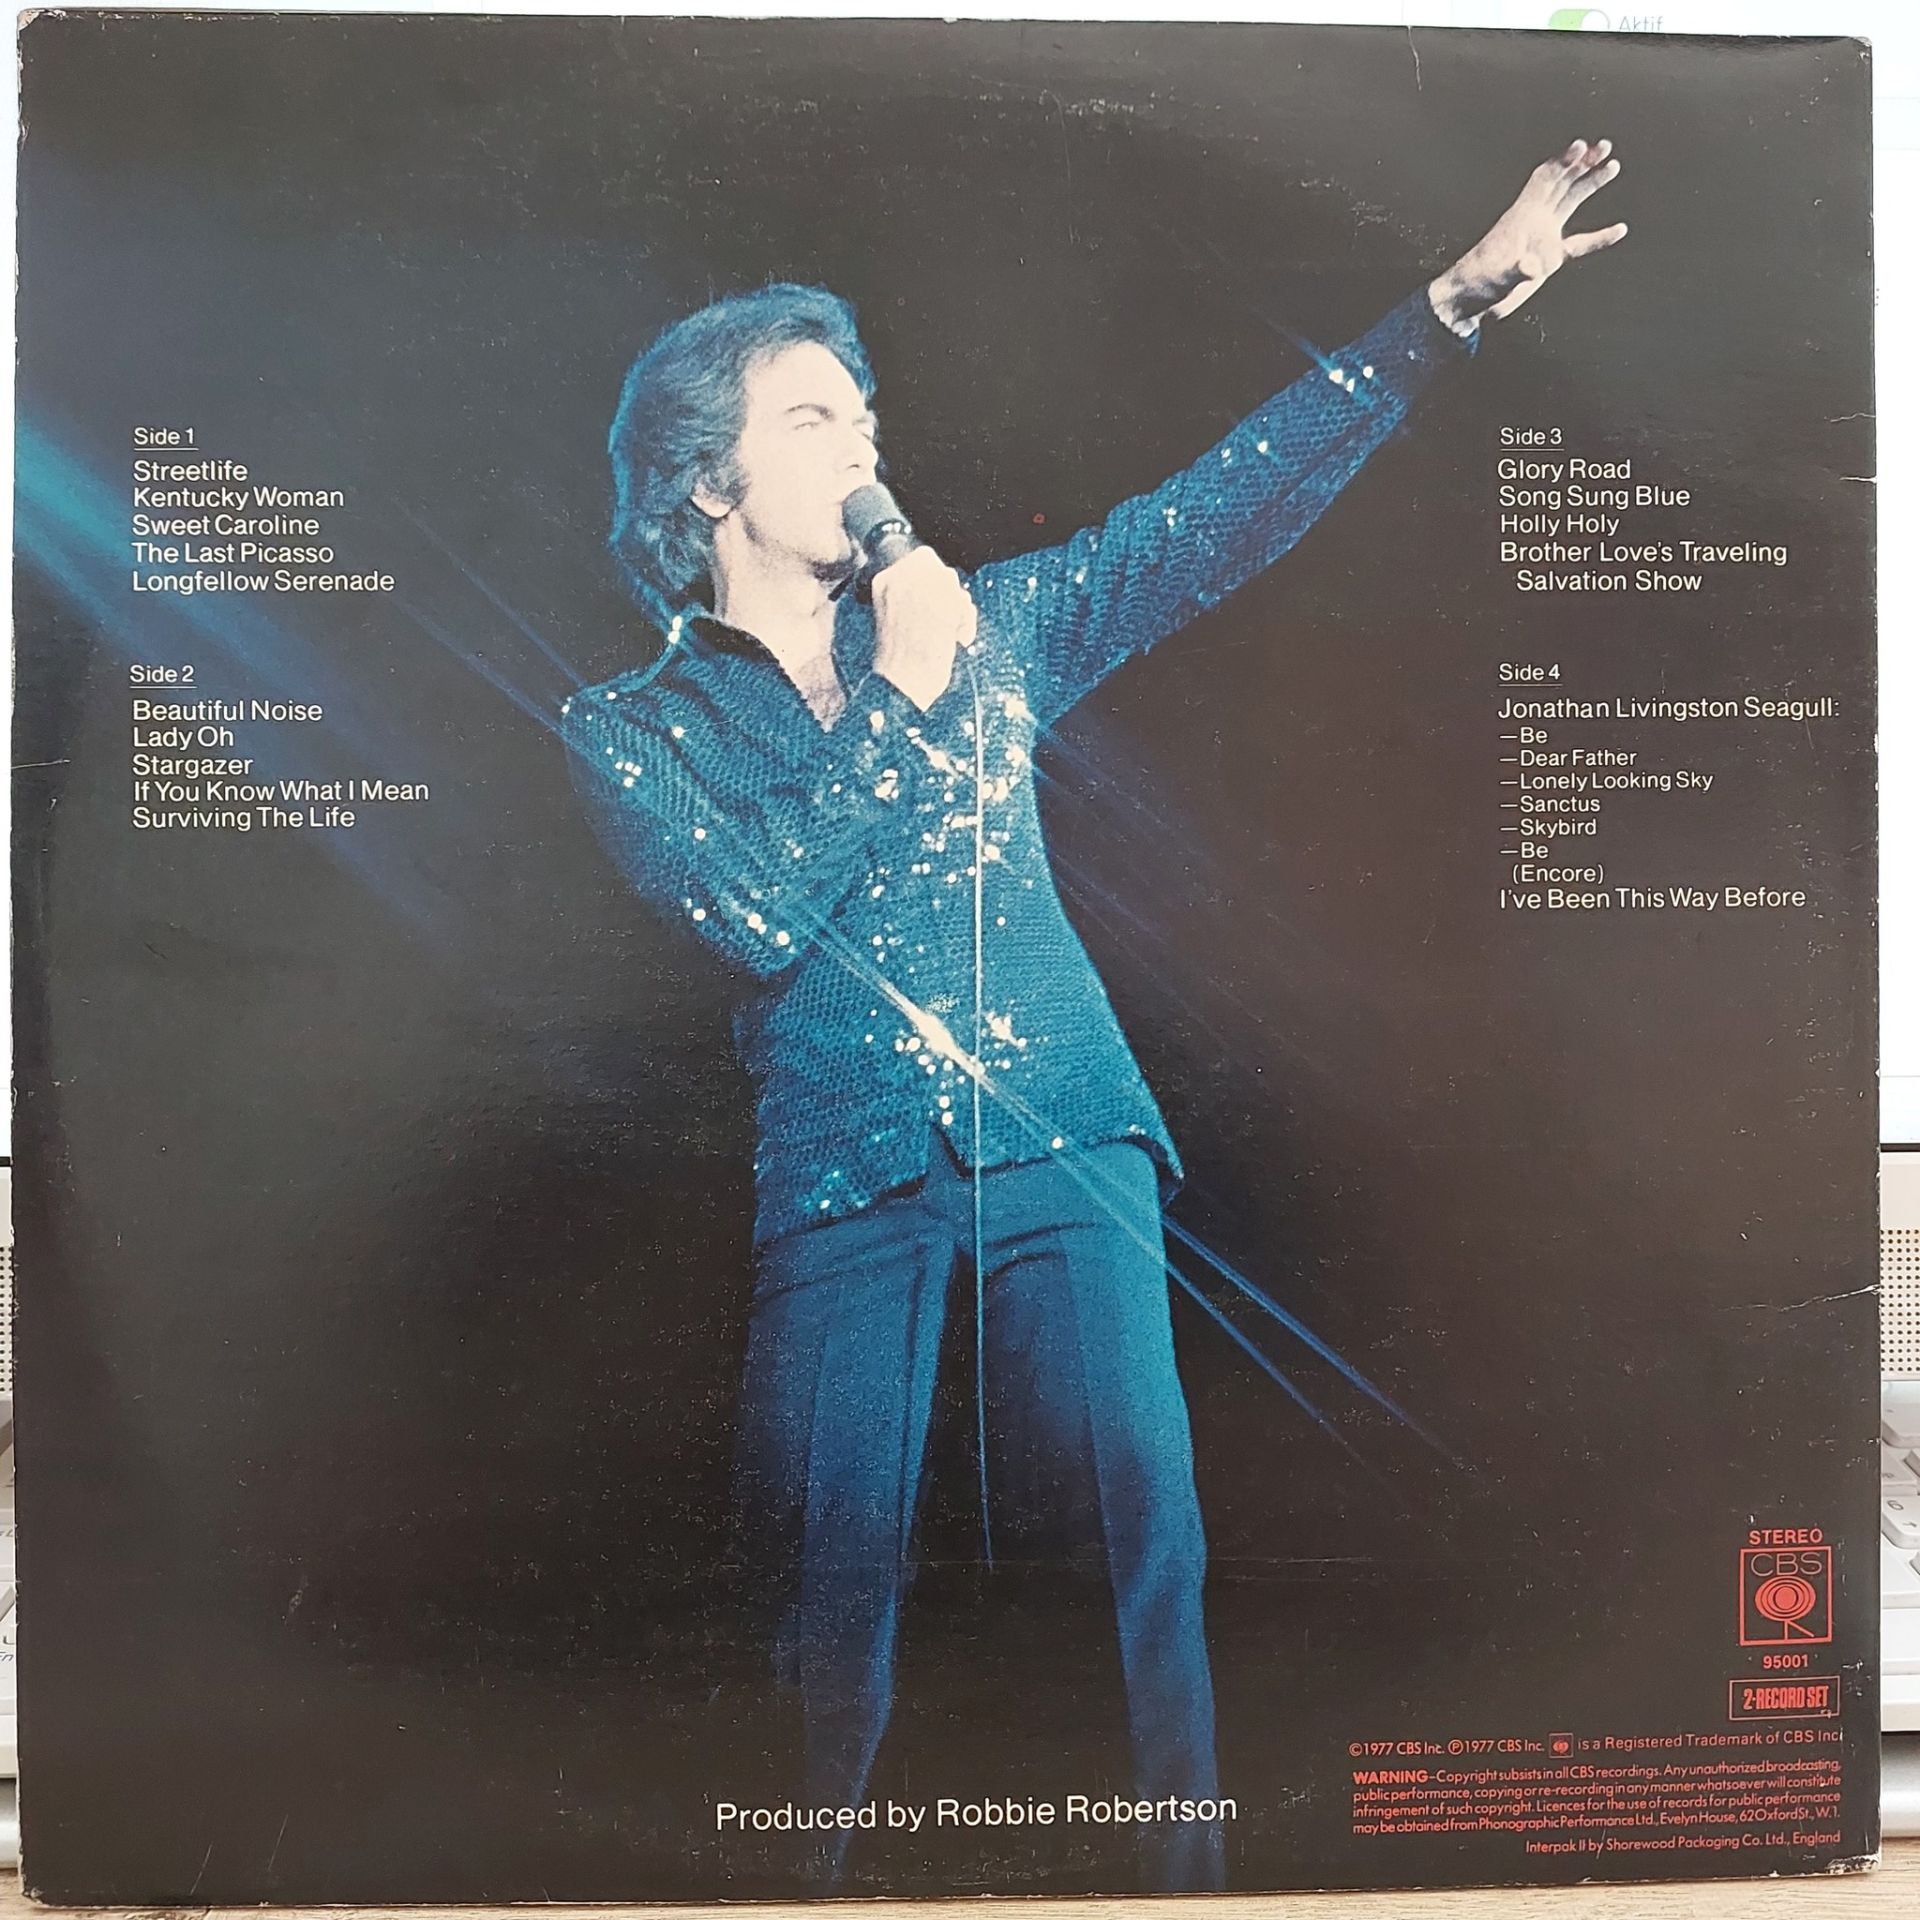 Aktif
Side 1
Streetlife
Kentucky Woman
Sweet Caroline
The Last Picasso
Longfellow Serenade
Side 2
Beautiful Noise
Lady Oh
Stargazer
If You Know What I Mean
Surviving The Life
Side 3
Glory Road
Song Sung Blue
Holly Holy
Brother Love's Traveling
Salvation Show
Side 4
Jonathan Livingston Seagull:
—Be
—Dear Father
—Lonely Looking Sky
—Sanctus
—Skybird
—Be
(Encore)
I've Been This Way Before
STEREO
CBS
95001
2-RECORD SET
©1977 CBS Inc. ℗1977 CBS Inc. is a Registered Trademark of CBS Inc.
WARNING–Copyright subsists in all CBS recordings. Any unauthorized broadcasting,
public performance, copying or re-recording in any manner whatsoever will constitute
infringement of such copyright. Licences for the use of records for public performance
may be obtained from Phonographic Performance Ltd., Evelyn House, 62 Oxford St., W.1.
Interpak II by Shorewood Packaging Co. Ltd., England
Produced by Robbie Robertson